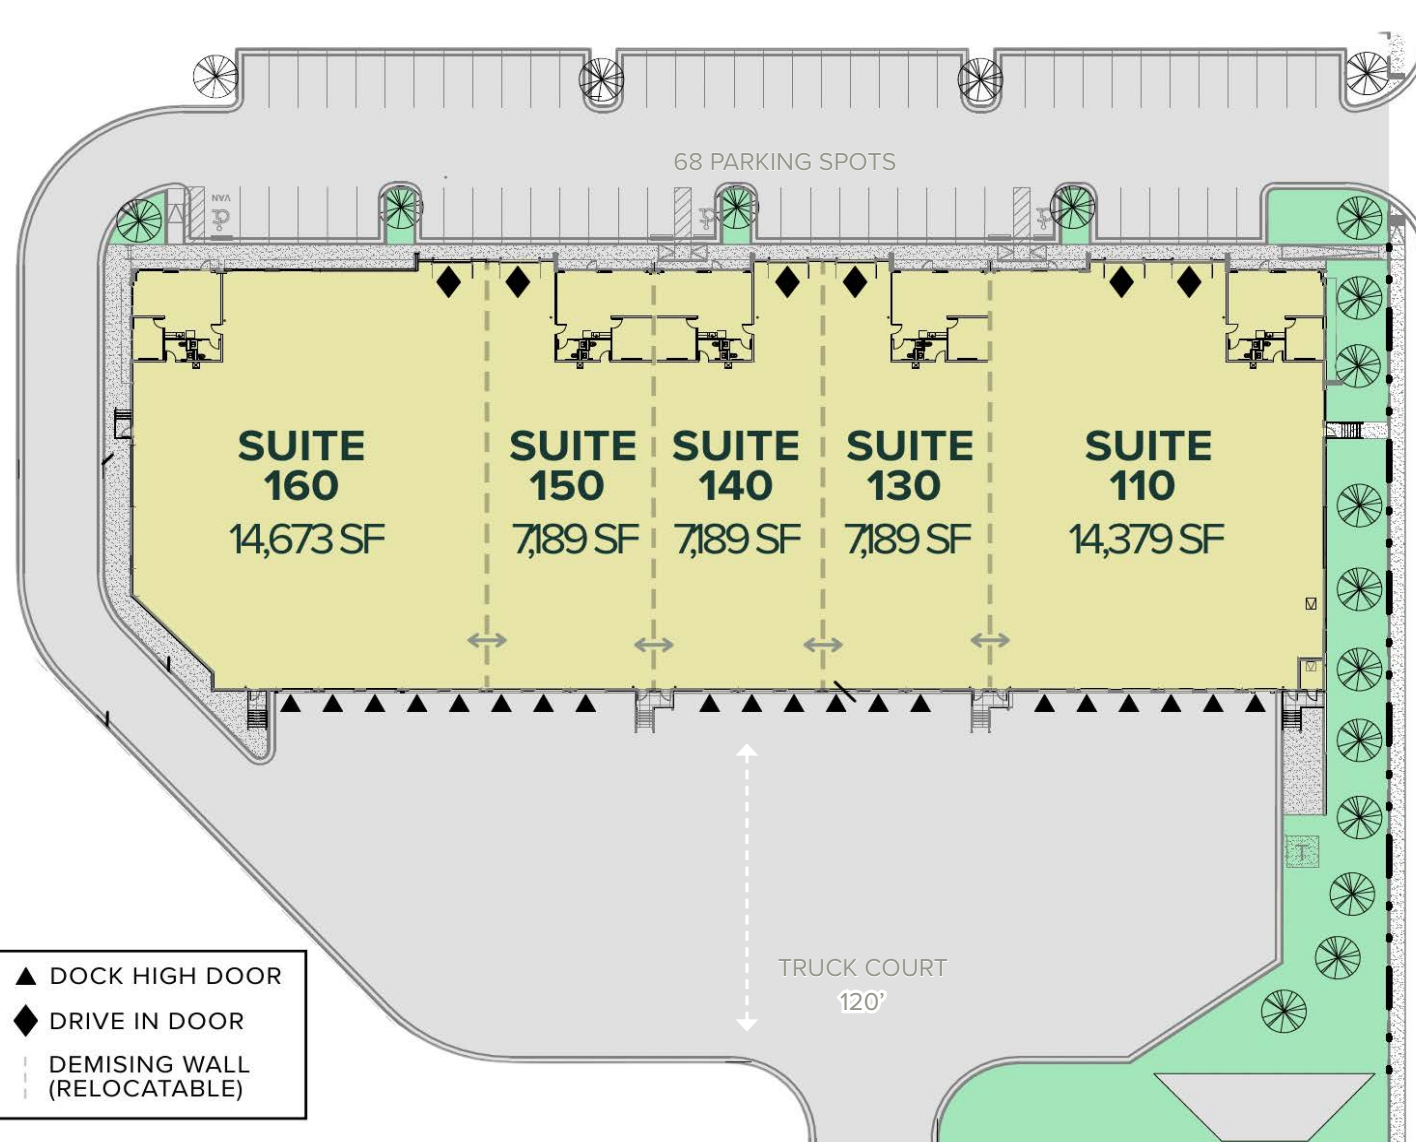 68 PARKING SPOTS
VAN
SUITE
160
14,673 SF
SUITE
150
7,189 SF
SUITE
140
7,189 SF
SUITE
130
7,189 SF
SUITE
110
14,379 SF
T
TRUCK COURT
120’
DOCK HIGH DOOR
DRIVE IN DOOR
DEMISING WALL
(RELOCATABLE)